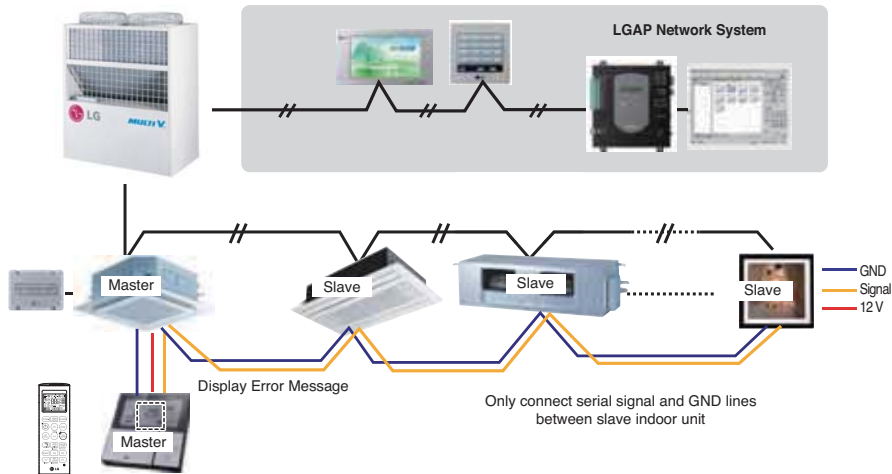 LGAP Network System
LG
MULTI V
Master
Slave
Slave
Slave
GND
Signal
12 V
Display Error Message
Only connect serial signal and GND lines
between slave indoor unit
Master
LG